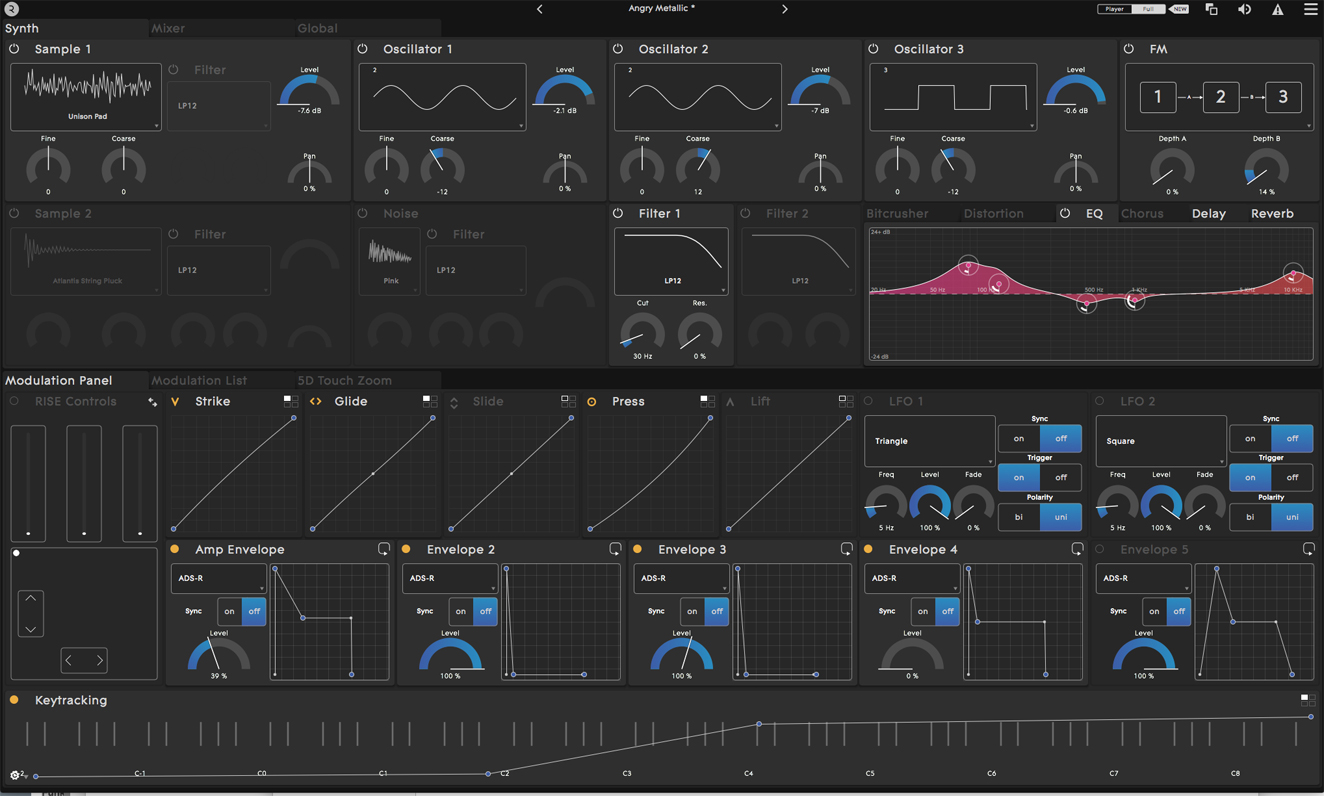 Angry Metallic *
Player Full NEW
Synth Mixer Global
Sample 1 Oscillator 1 Oscillator 2 Oscillator 3 FM
Filter Level 2 Level 2 Level 3 Level
LP12
Unison Pad
1 A 2 B 3
-7.6 dB -2.1 dB -7 dB -0.6 dB
Fine Coarse Fine Coarse Fine Coarse Fine Coarse Depth A Depth B
Pan Pan Pan Pan
0 0 0 % 0 -12 0 % 0 12 0 % 0 -12 0 % 0 % 14 %
Sample 2 Noise Filter 1 Filter 2 Bitcrusher Distortion EQ Chorus Delay Reverb
Filter Filter
24+ dB
LP12 LP12
Atlantis String Pluck Pink LP12 LP12
20 Hz 50 Hz 100 500 Hz 1 KHz 5 KHz 10 KHz
Cut Res.
30 Hz 0 %
-24 dB
Modulation Panel Modulation List 5D Touch Zoom
RISE Controls Strike Glide Slide Press Lift LFO 1 LFO 2
Sync Sync
Triangle on off Square on off
Trigger Trigger
Freq Level Fade on off Freq Level Fade on off
Polarity Polarity
bi uni bi uni
5 Hz 100 % 0 % 5 Hz 100 % 0 %
Amp Envelope Envelope 2 Envelope 3 Envelope 4 Envelope 5
ADS-R ADS-R ADS-R ADS-R ADS-R
Sync on off Sync on off Sync on off Sync on off Sync on off
Level Level Level Level Level
39 % 100 % 100 % 0 % 100 %
Keytracking
C-1 C0 C1 C2 C3 C4 C5 C6 C7 C8